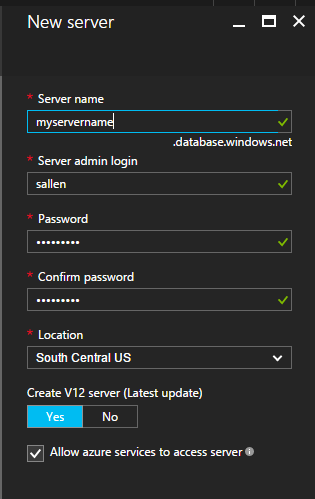 New server
* Server name
myservername
.database.windows.net
* Server admin login
sallen
* Password
•••••••••
* Confirm password
•••••••••
* Location
South Central US
Create V12 server (Latest update)
Yes No
Allow azure services to access server